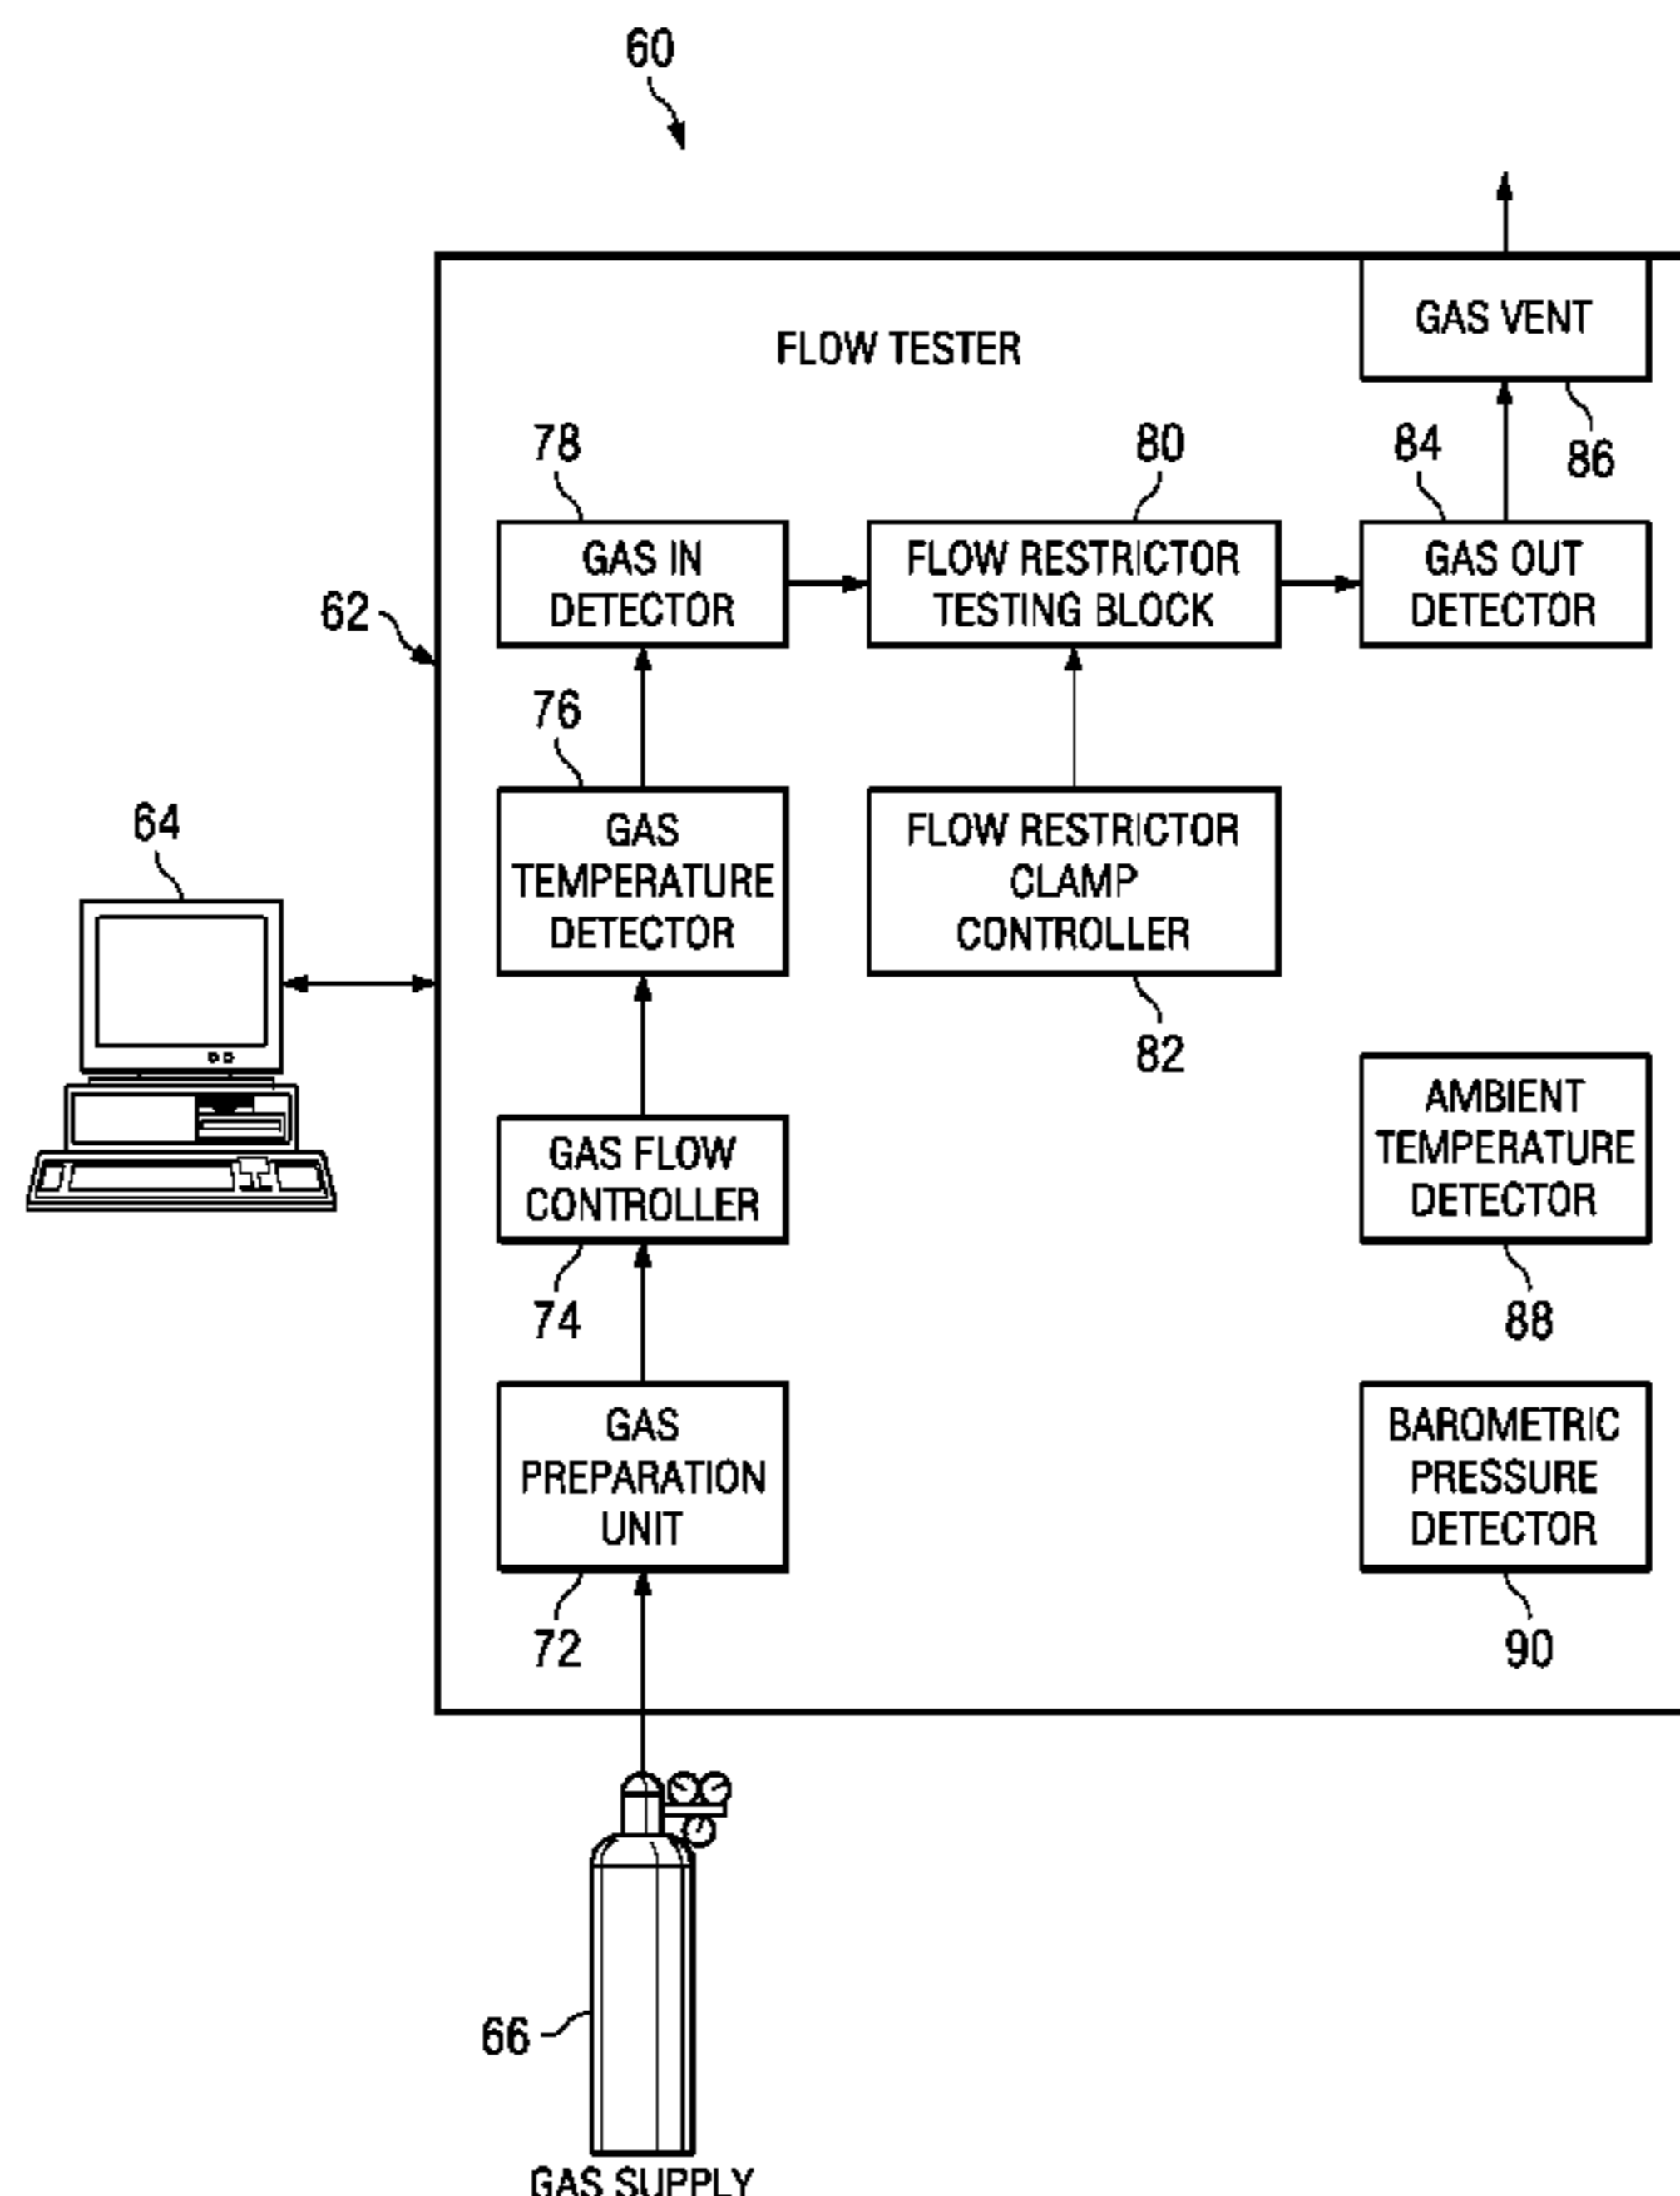 60
GAS VENT
FLOW TESTER
86
78
80
84
GAS IN
DETECTOR
FLOW RESTRICTOR
TESTING BLOCK
GAS OUT
DETECTOR
62
76
GAS
TEMPERATURE
DETECTOR
FLOW RESTRICTOR
CLAMP
CONTROLLER
82
64
GAS FLOW
CONTROLLER
74
AMBIENT
TEMPERATURE
DETECTOR
88
GAS
PREPARATION
UNIT
72
BAROMETRIC
PRESSURE
DETECTOR
90
66
GAS SUPPLY